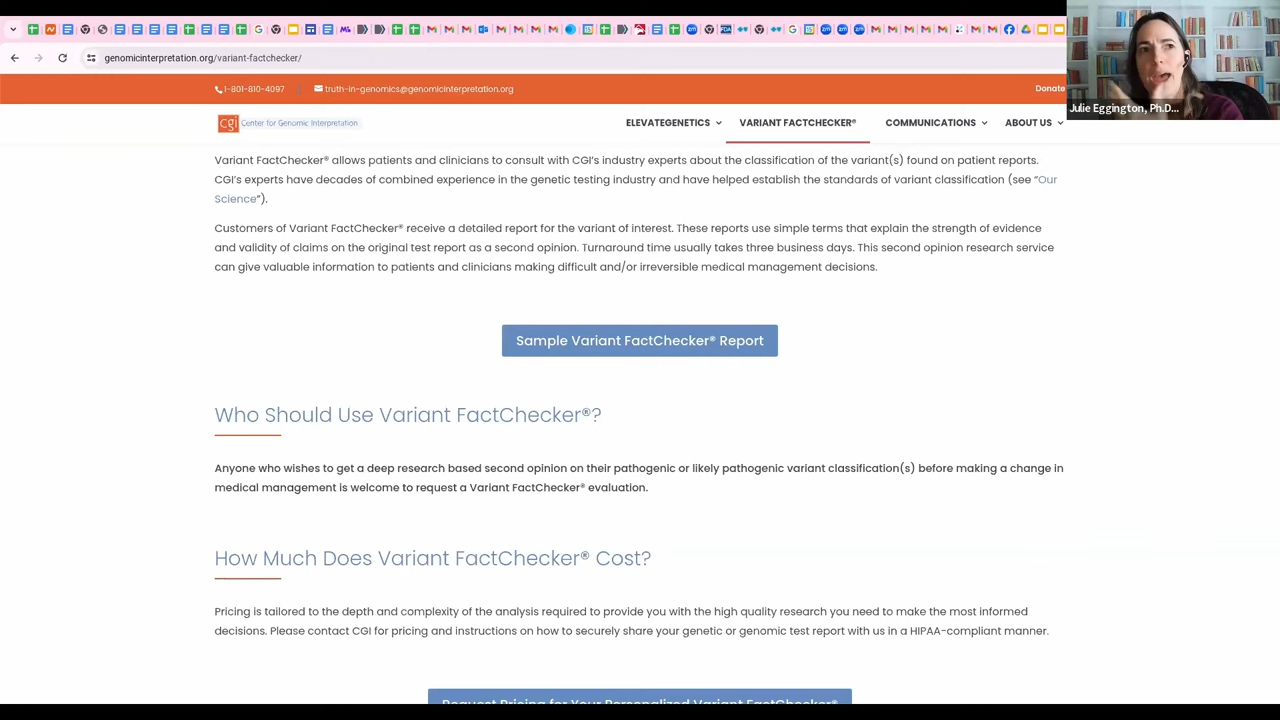 genomicinterpretation.org/variant-factchecker/
1-801-810-4097
truth-in-genomics@genomicinterpretation.org
Donate
Julie Eggington, Ph.D...
cgi Center for Genomic Interpretation
ELEVATEGENETICS
VARIANT FACTCHECKER®
COMMUNICATIONS
ABOUT US
Variant FactChecker® allows patients and clinicians to consult with CGI's industry experts about the classification of the variant(s) found on patient reports.
CGI's experts have decades of combined experience in the genetic testing industry and have helped establish the standards of variant classification (see "Our
Science").
Customers of Variant FactChecker® receive a detailed report for the variant of interest. These reports use simple terms that explain the strength of evidence
and validity of claims on the original test report as a second opinion. Turnaround time usually takes three business days. This second opinion research service
can give valuable information to patients and clinicians making difficult and/or irreversible medical management decisions.
Sample Variant FactChecker® Report
Who Should Use Variant FactChecker®?
Anyone who wishes to get a deep research based second opinion on their pathogenic or likely pathogenic variant classification(s) before making a change in
medical management is welcome to request a Variant FactChecker® evaluation.
How Much Does Variant FactChecker® Cost?
Pricing is tailored to the depth and complexity of the analysis required to provide you with the high quality research you need to make the most informed
decisions. Please contact CGI for pricing and instructions on how to securely share your genetic or genomic test report with us in a HIPAA-compliant manner.
Request Pricing for Your Personalized Variant FactChecker®